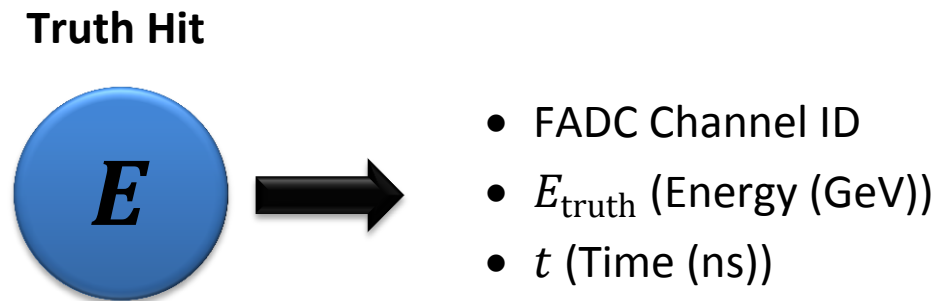 Truth Hit
E
• FADC Channel ID
• E_truth (Energy (GeV))
• t (Time (ns))